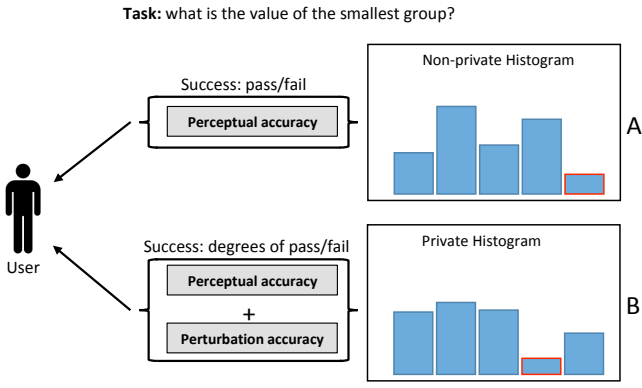 Task: what is the value of the smallest group?
Success: pass/fail
Perceptual accuracy
Non-private Histogram
A
User
Success: degrees of pass/fail
Perceptual accuracy
+
Perturbation accuracy
Private Histogram
B